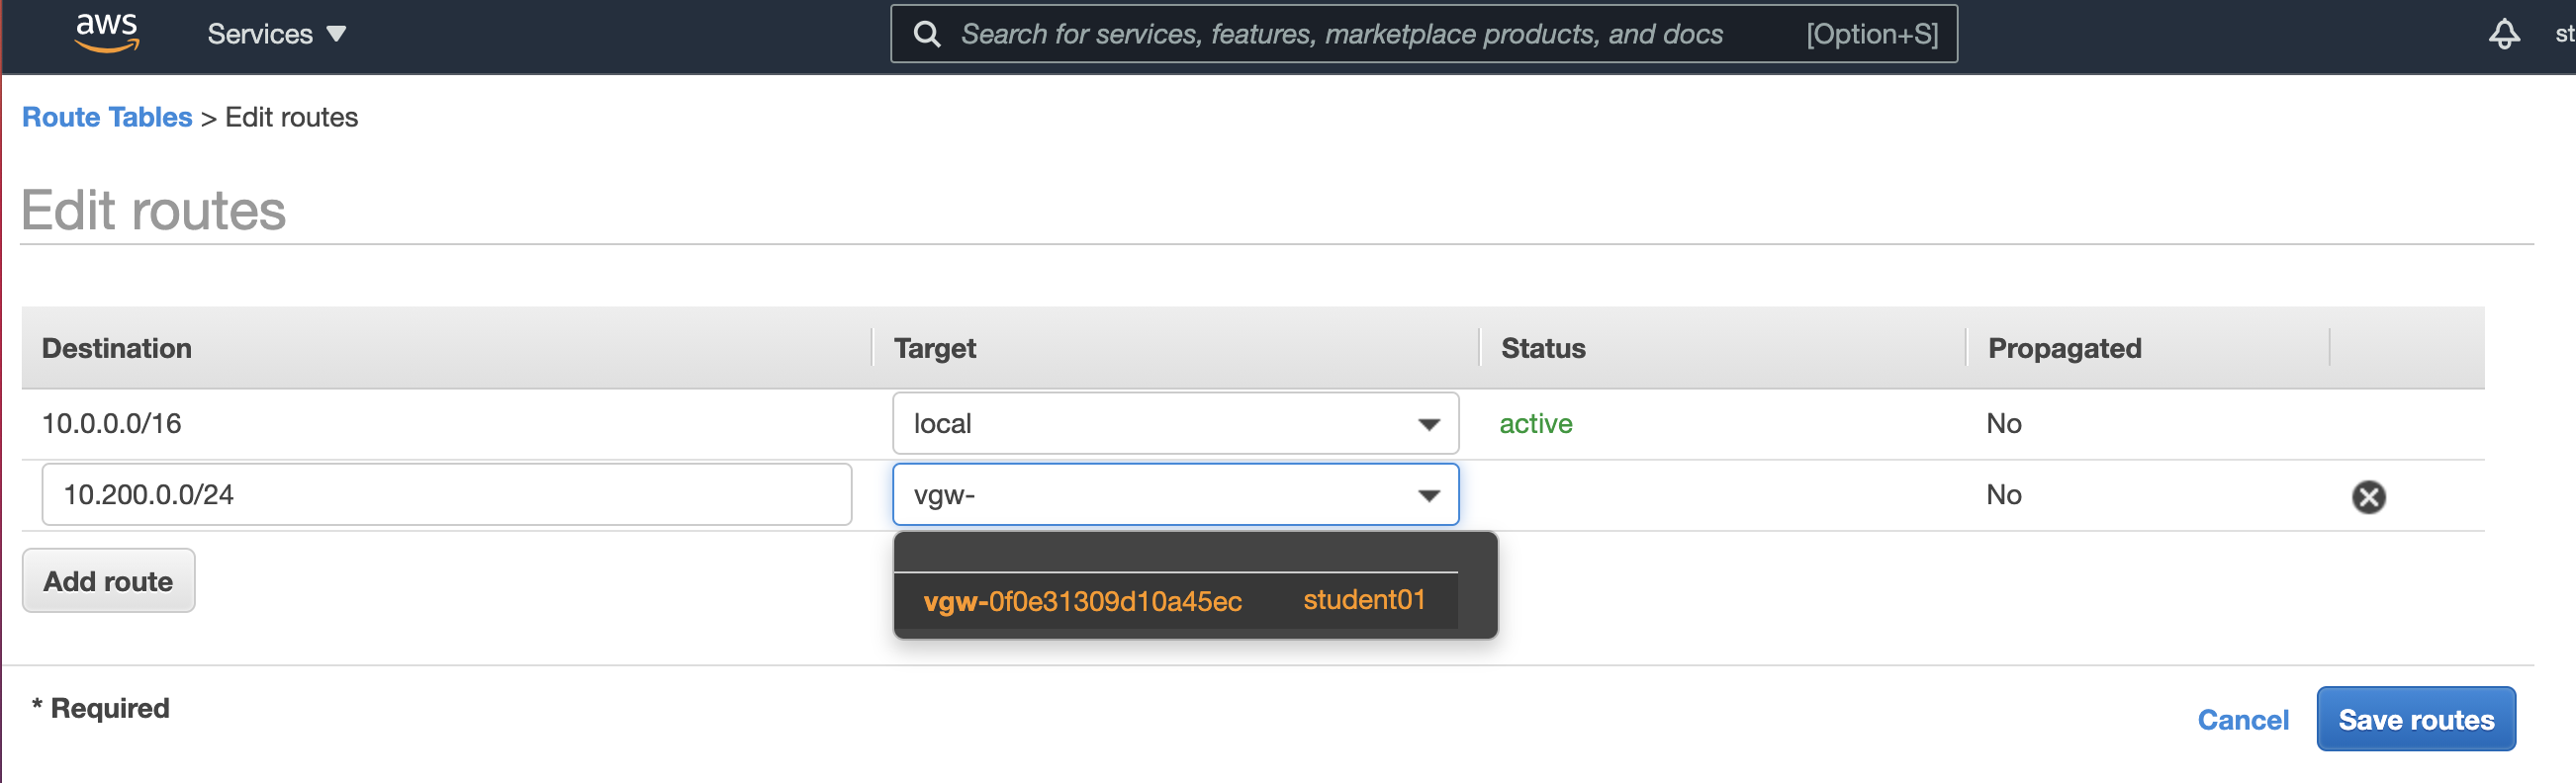 aws Services Search for services, features, marketplace products, and docs [Option+S] st
Route Tables > Edit routes
Edit routes
Destination Target Status Propagated
10.0.0.0/16 local active No
10.200.0.0/24 vgw- No
Add route
vgw-0f0e31309d10a45ec student01
* Required
Cancel Save routes